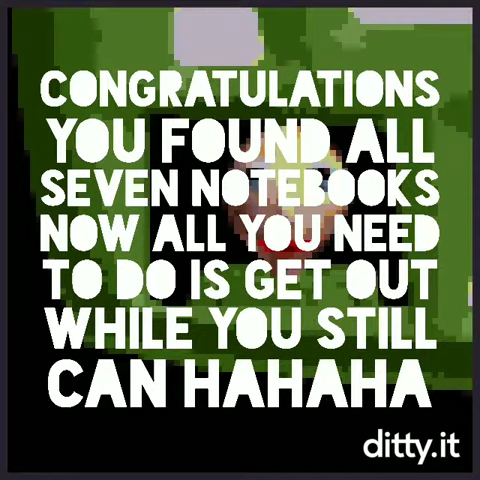 CONGRATULATIONS
YOU FOUND ALL
SEVEN NOTEBOOKS
NOW ALL YOU NEED
TO DO IS GET OUT
WHILE YOU STILL
CAN HAHAHA
ditty.it